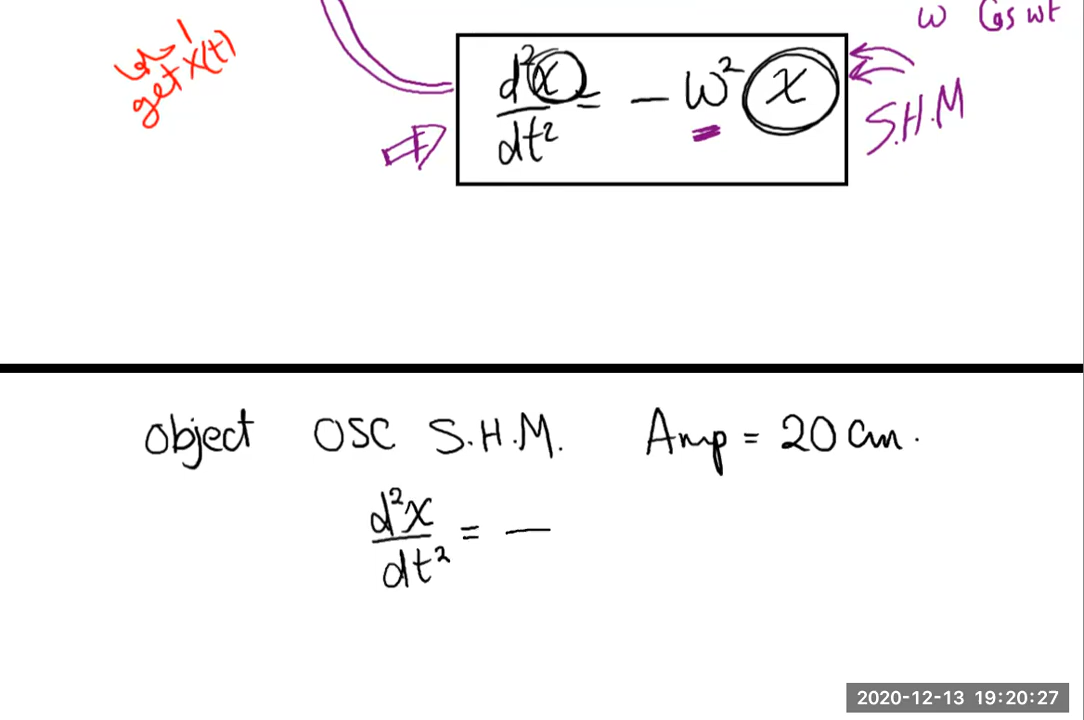 ω Cos ωt
get x(t)
d²x/dt² = - ω² x
S.H.M
object OSC S.H.M. Amp = 20 cm.
d²x/dt² = -
2020-12-13 19:20:27